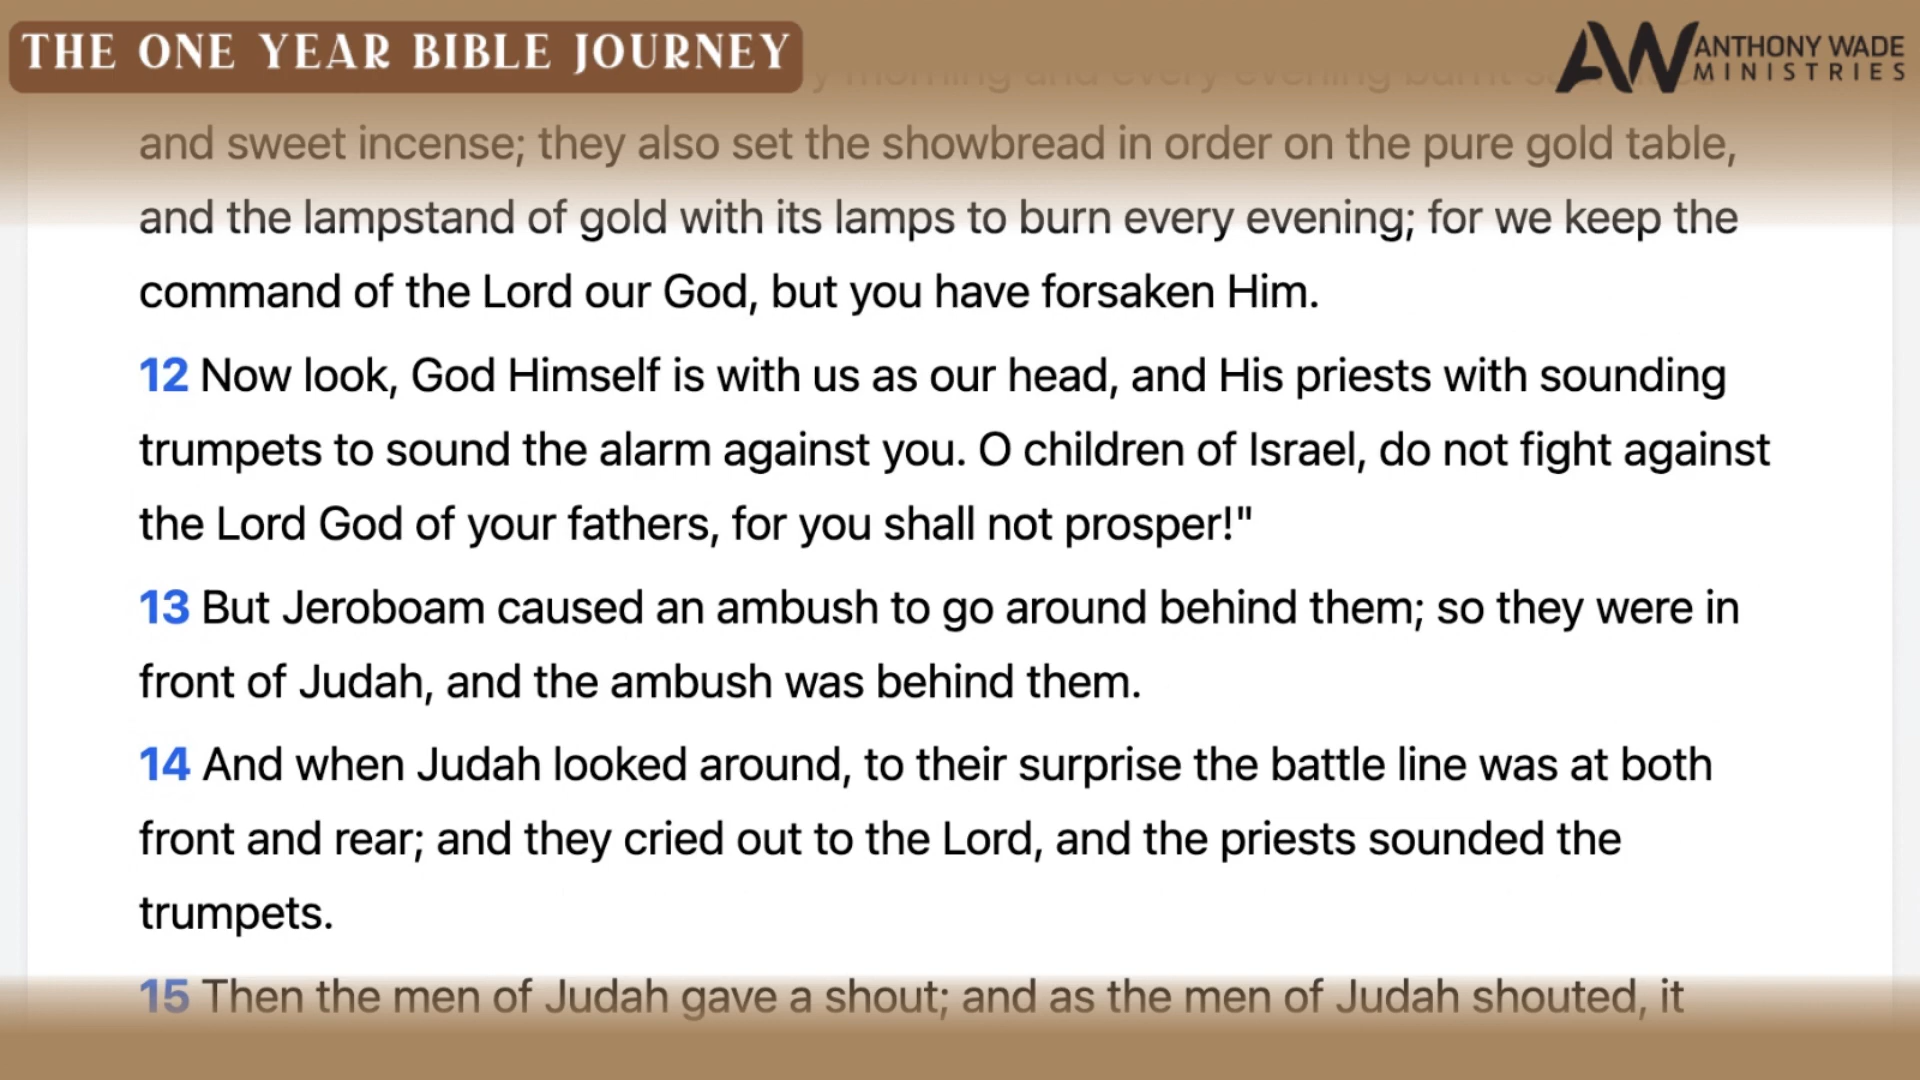 THE ONE YEAR BIBLE JOURNEY
AW ANTHONY WADE
MINISTRIES
morning and every evening burnt
and sweet incense; they also set the showbread in order on the pure gold table,
and the lampstand of gold with its lamps to burn every evening; for we keep the
command of the Lord our God, but you have forsaken Him.
12 Now look, God Himself is with us as our head, and His priests with sounding
trumpets to sound the alarm against you. O children of Israel, do not fight against
the Lord God of your fathers, for you shall not prosper!"
13 But Jeroboam caused an ambush to go around behind them; so they were in
front of Judah, and the ambush was behind them.
14 And when Judah looked around, to their surprise the battle line was at both
front and rear; and they cried out to the Lord, and the priests sounded the
trumpets.
15 Then the men of Judah gave a shout; and as the men of Judah shouted, it